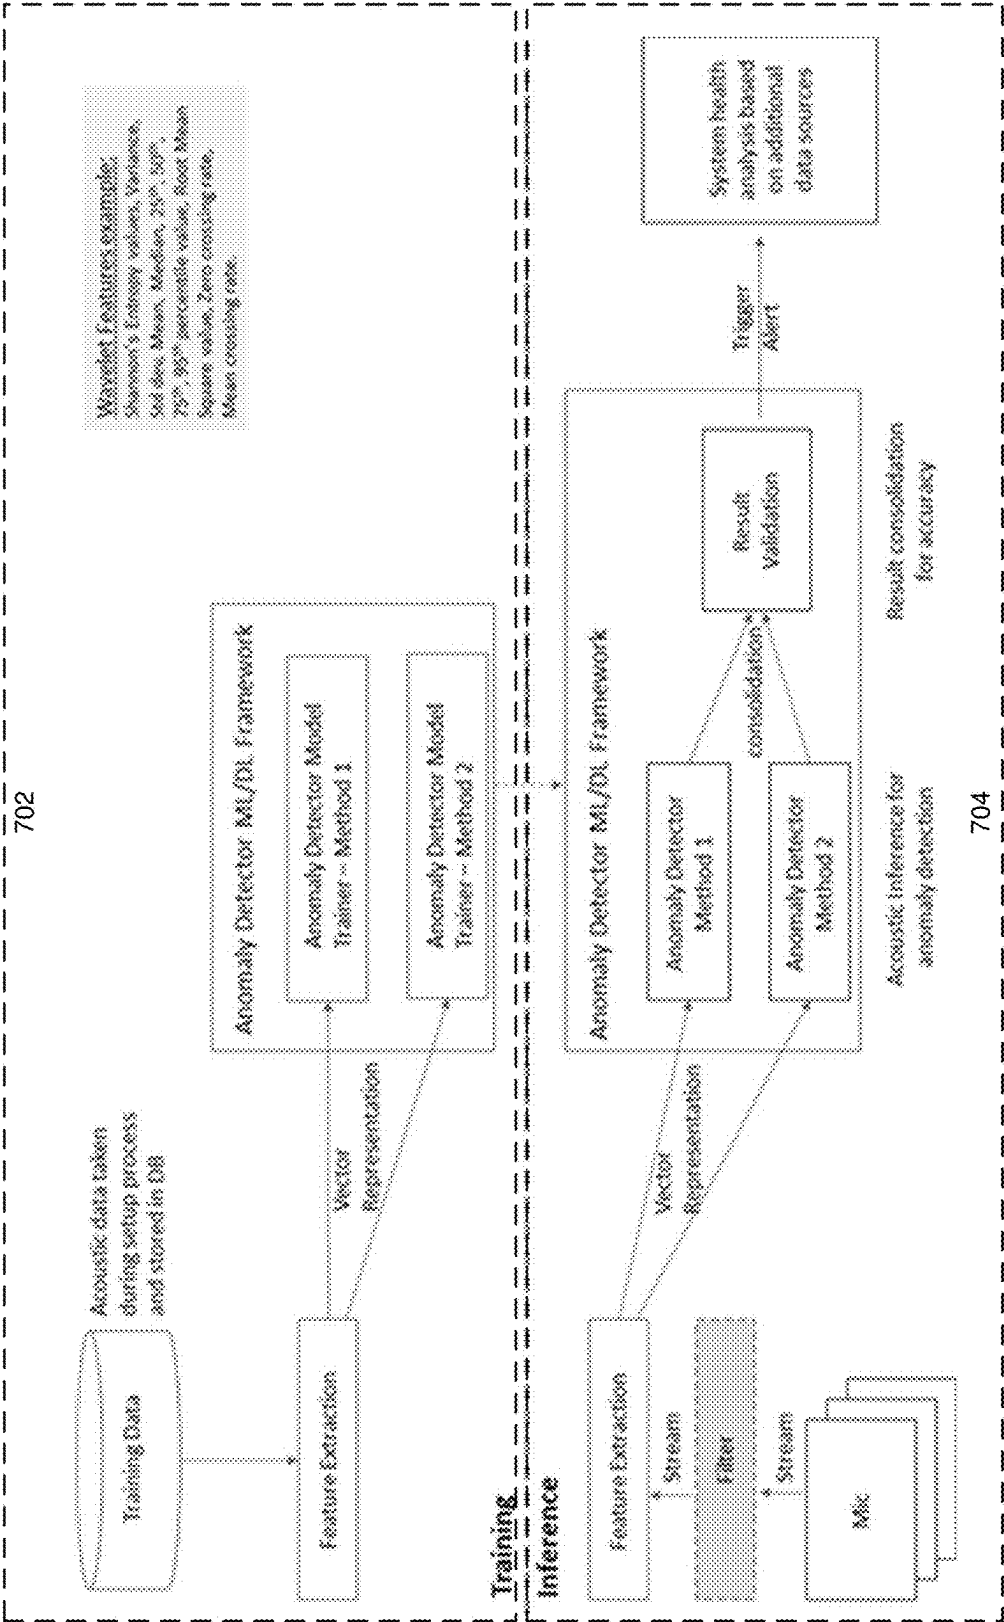 702
Training Data
Acoustic data taken
during setup process
and stored in DB
Feature Extraction
Vector
Representation
Anomaly Detector ML/DL Framework
Anomaly Detector Model
Trainer – Method 1
Anomaly Detector Model
Trainer – Method 2
Wavelet Features example:
Shannon's Entropy values, Variance,
Std dev, Mean, Median, 25th, 50th,
75th, 95th percentile value, Root Mean
Square value, Zero crossing rate,
Mean crossing rate.
Training
Inference
Feature Extraction
Stream
Filter
Stream
Mic
Vector
Representation
Anomaly Detector ML/DL Framework
Anomaly Detector
Method 1
Anomaly Detector
Method 2
consolidation
Result
Validation
Trigger
Alert
System health
analysis based
on additional
data sources
Acoustic Inference for
anomaly detection
Result consolidation
for accuracy
704